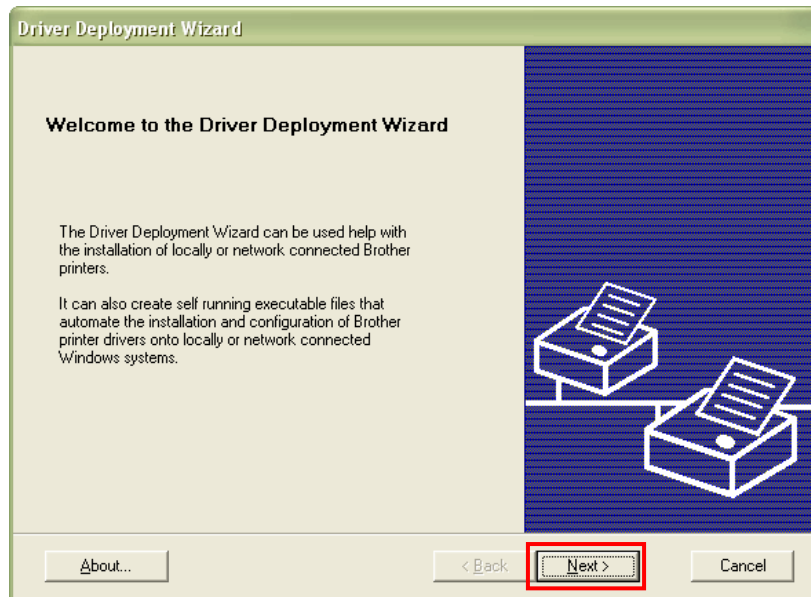 Driver Deployment Wizard
Welcome to the Driver Deployment Wizard
The Driver Deployment Wizard can be used help with
the installation of locally or network connected Brother
printers.
It can also create self running executable files that
automate the installation and configuration of Brother
printer drivers onto locally or network connected
Windows systems.
About...
< Back
Next >
Cancel